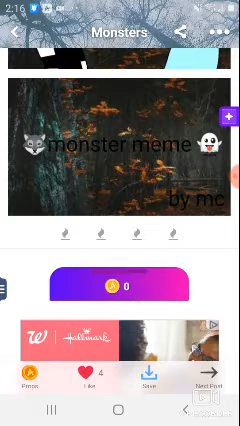 2:16
Monsters
🐺monster meme 👻
by mc
0
W Hallmark
Props
Like
4
Save
Next Post